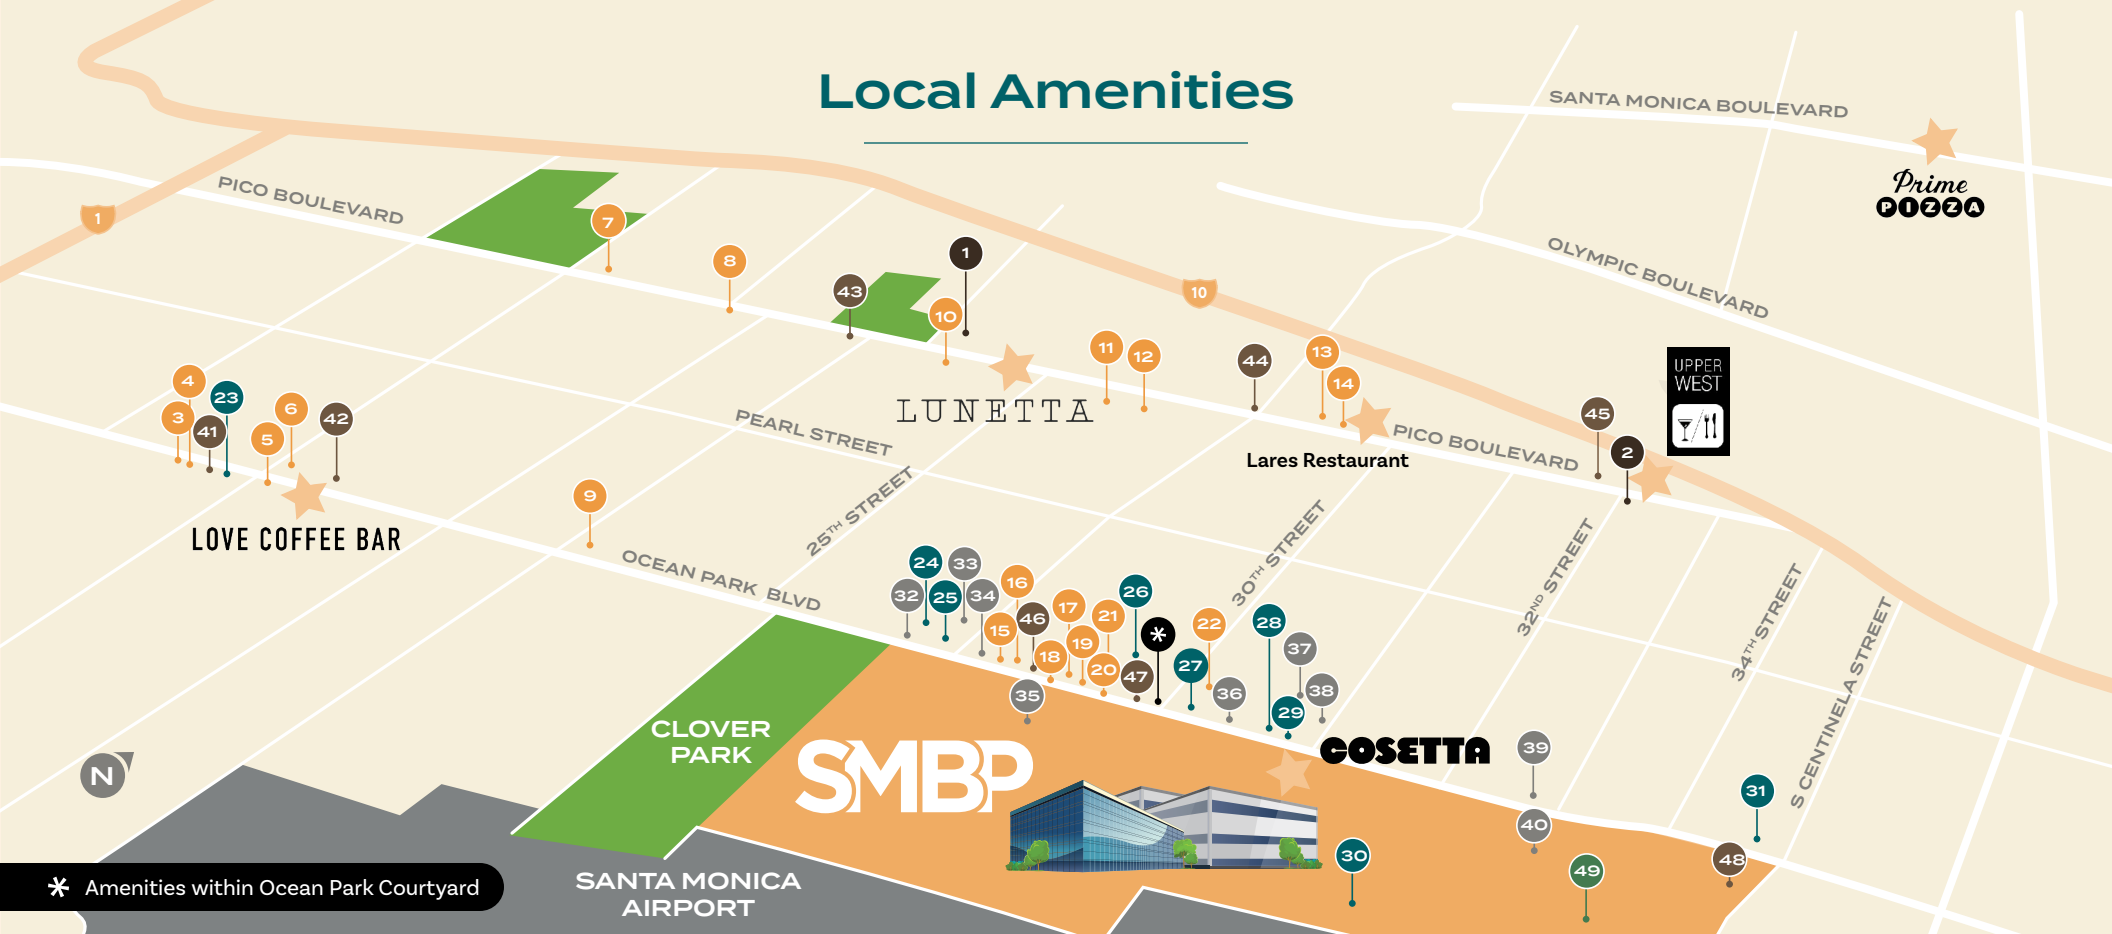 Local Amenities
SANTA MONICA BOULEVARD
Prime
PIZZA
PICO BOULEVARD
1
7
8
1
43
10
10
OLYMPIC BOULEVARD
11
12
44
13
14
UPPER
WEST
4
3
23
41
6
5
42
LUNETTA
PEARL STREET
PICO BOULEVARD
45
2
Lares Restaurant
LOVE COFFEE BAR
9
25TH STREET
30TH STREET
32ND STREET
34TH STREET
S CENTINELA STREET
OCEAN PARK BLVD
24
33
32
25
34
16
15
46
17
18
19
21
20
26
47
*
22
27
28
36
37
38
29
35
CLOVER
PARK
SMBP
COSETTA
39
40
31
30
49
48
N
* Amenities within Ocean Park Courtyard
SANTA MONICA
AIRPORT